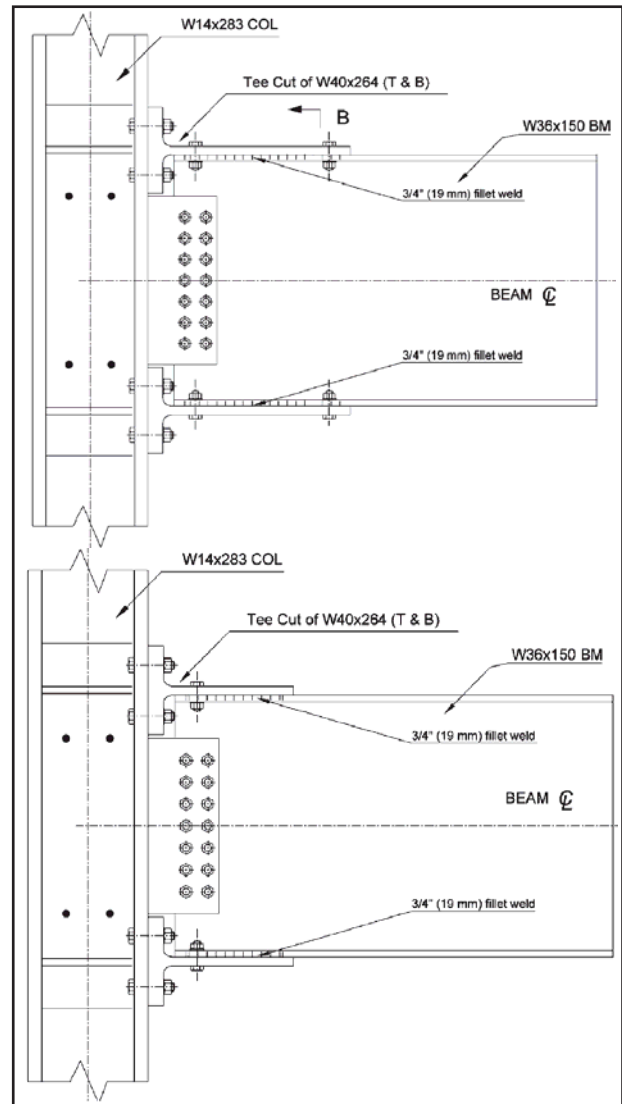 W14x283 COL
Tee Cut of W40x264 (T & B)
B
W36x150 BM
3/4" (19 mm) fillet weld
BEAM ℄
3/4" (19 mm) fillet weld
W14x283 COL
Tee Cut of W40x264 (T & B)
W36x150 BM
3/4" (19 mm) fillet weld
BEAM ℄
3/4" (19 mm) fillet weld